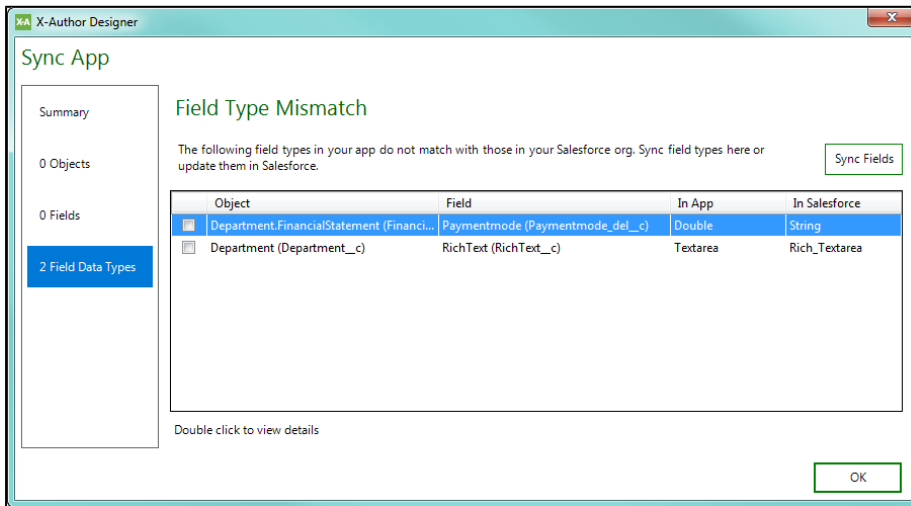 X-A X-Author Designer
Sync App
Summary
0 Objects
0 Fields
2 Field Data Types
Field Type Mismatch
The following field types in your app do not match with those in your Salesforce org. Sync field types here or
update them in Salesforce.
Sync Fields
Object Field In App In Salesforce
Department.FinancialStatement (Financi... Paymentmode (Paymentmode_del__c) Double String
Department (Department__c) RichText (RichText__c) Textarea Rich_Textarea
Double click to view details
OK